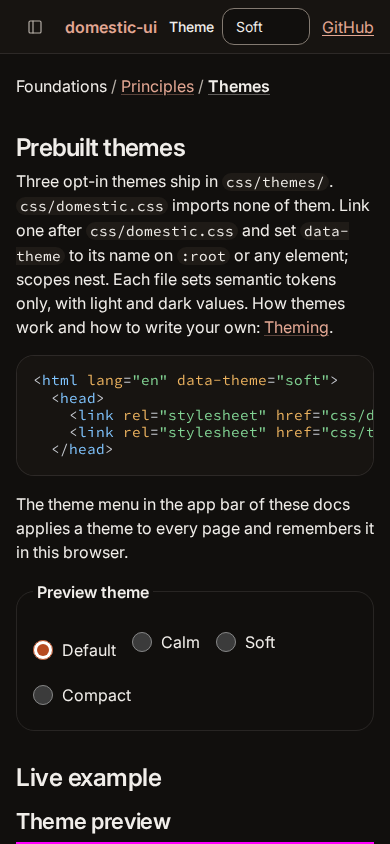 domestic-ui Theme Soft GitHub
Foundations / Principles / Themes
Prebuilt themes
Three opt-in themes ship in css/themes/.
css/domestic.css imports none of them. Link
one after css/domestic.css and set data-
theme to its name on :root or any element;
scopes nest. Each file sets semantic tokens
only, with light and dark values. How themes
work and how to write your own: Theming.
<html lang="en" data-theme="soft">
<head>
<link rel="stylesheet" href="css/d
<link rel="stylesheet" href="css/t
</head>
The theme menu in the app bar of these docs
applies a theme to every page and remembers it
in this browser.
Preview theme
Default Calm Soft
Compact
Live example
Theme preview